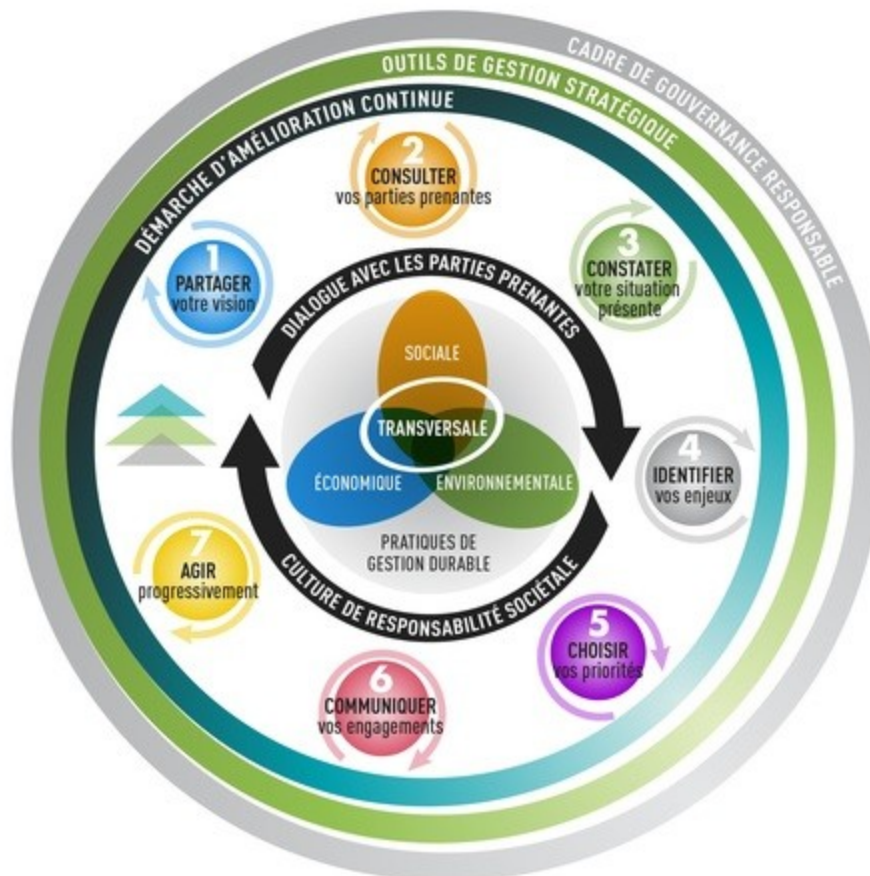 CADRE DE GOUVERNANCE RESPONSABLE
OUTILS DE GESTION STRATÉGIQUE
DÉMARCHE D'AMÉLIORATION CONTINUE
1
PARTAGER
votre vision
2
CONSULTER
vos parties prenantes
3
CONSTATER
votre situation
présente
4
IDENTIFIER
vos enjeux
5
CHOISIR
vos priorités
6
COMMUNIQUER
vos engagements
7
AGIR
progressivement
DIALOGUE AVEC LES PARTIES PRENANTES
SOCIALE
TRANSVERSALE
ÉCONOMIQUE
ENVIRONNEMENTALE
PRATIQUES DE
GESTION DURABLE
CULTURE DE RESPONSABILITÉ SOCIÉTALE